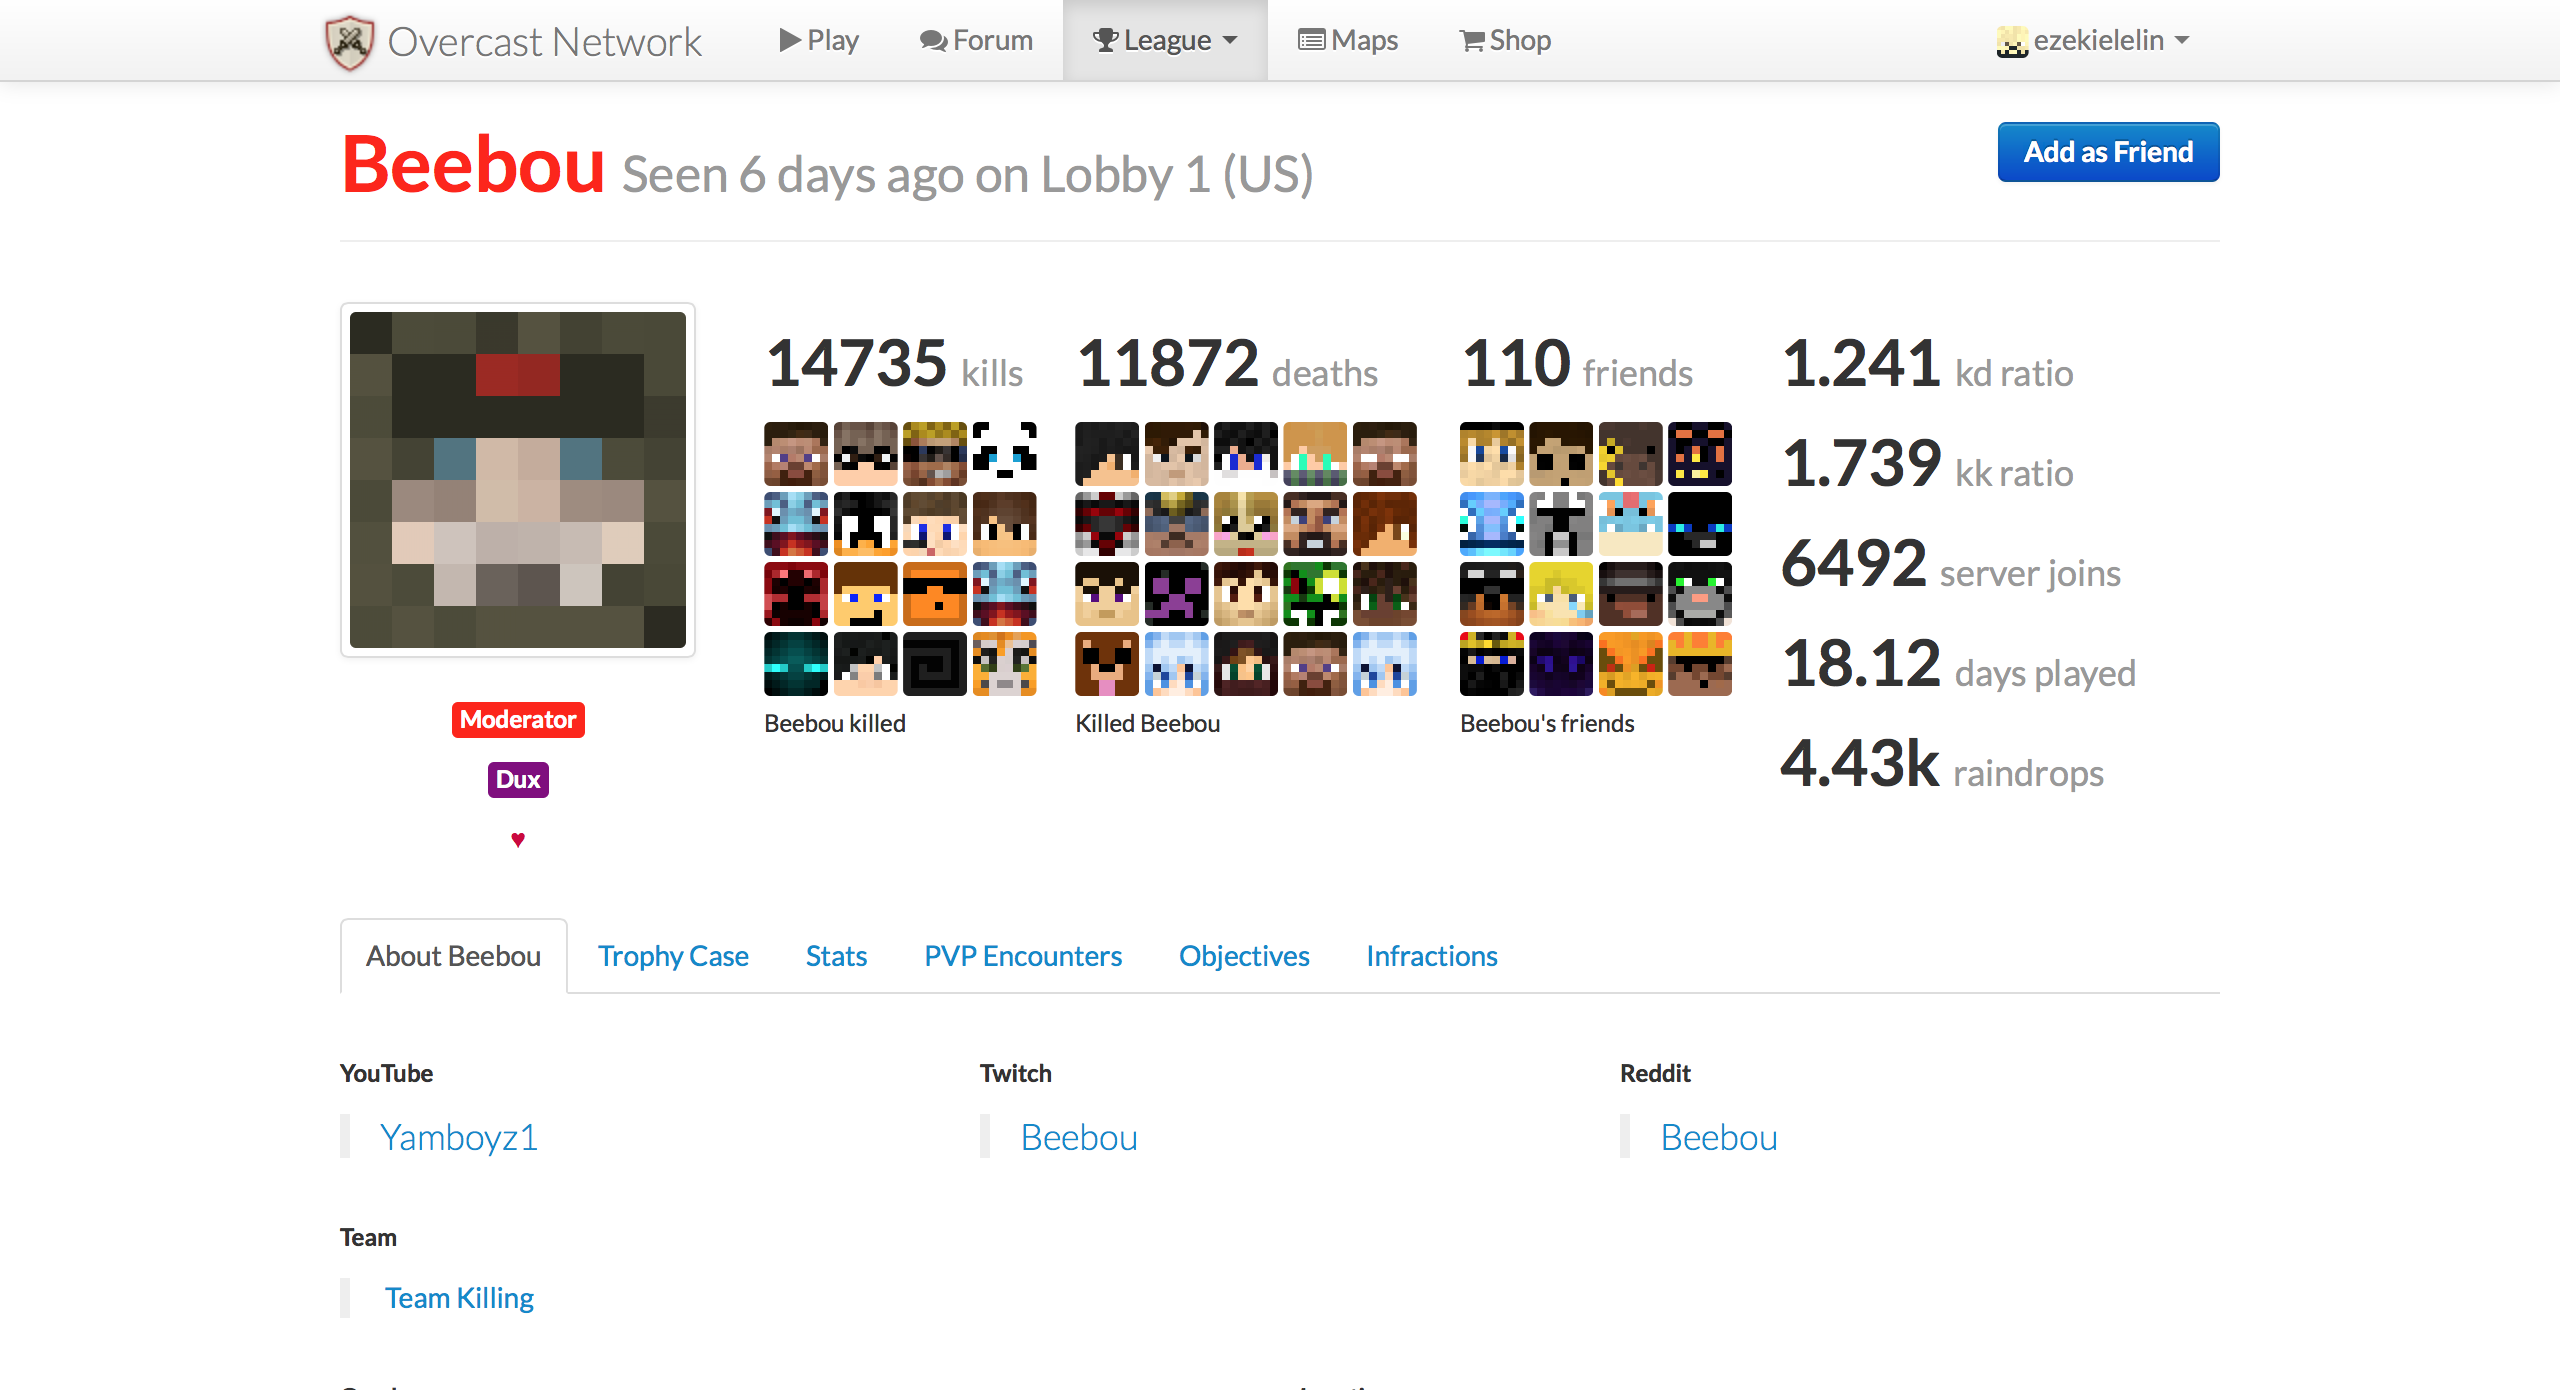 Overcast Network Play Forum League Maps Shop ezekielelin
Beebou Seen 6 days ago on Lobby 1 (US)
Add as Friend
14735 kills
11872 deaths
110 friends
1.241 kd ratio
1.739 kk ratio
6492 server joins
18.12 days played
4.43k raindrops
Beebou killed
Killed Beebou
Beebou's friends
Moderator
Dux
♥
About Beebou Trophy Case Stats PVP Encounters Objectives Infractions
YouTube
Yamboyz1
Twitch
Beebou
Reddit
Beebou
Team
Team Killing